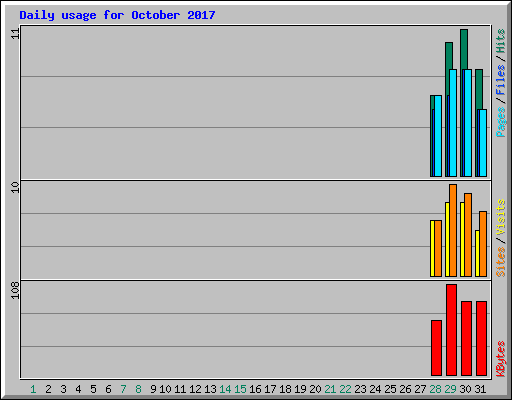 Daily usage for October 2017
11
Pages / Files / Hits
10
Sites / Visits
108
KBytes
1 2 3 4 5 6 7 8 9 10 11 12 13 14 15 16 17 18 19 20 21 22 23 24 25 26 27 28 29 30 31